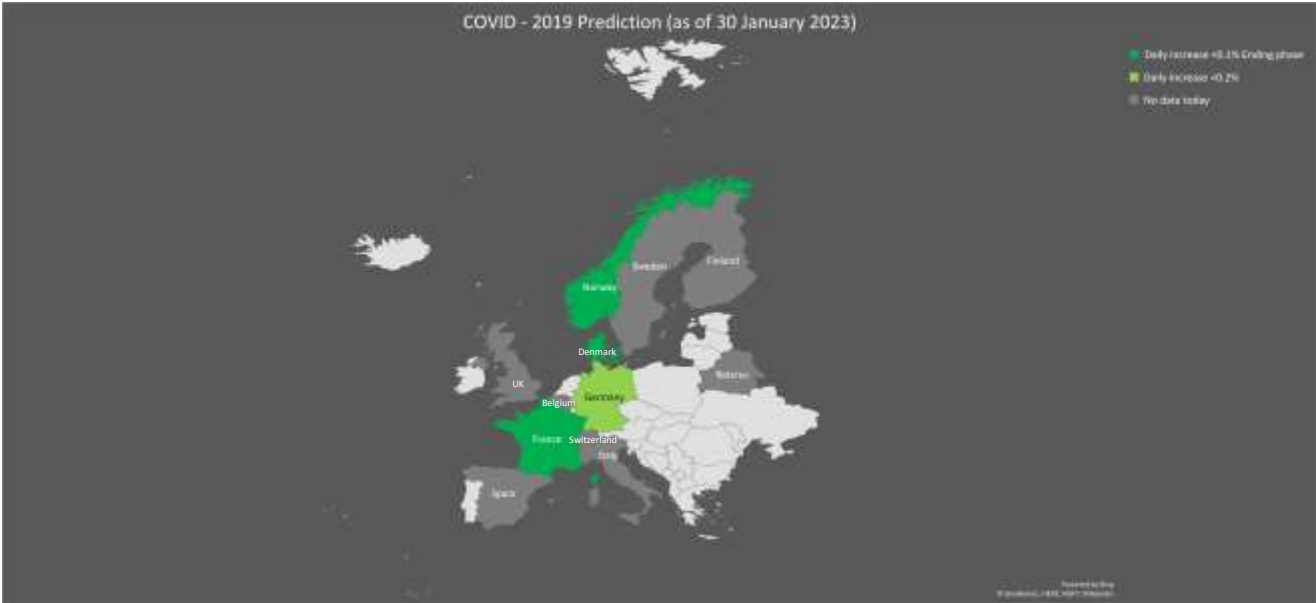 COVID - 2019 Prediction (as of 30 January 2023)
Daily increase <0.1% Ending phase
Daily increase <0.2%
No data today
Sweden
Finland
Norway
Denmark
Belarus
UK
Germany
Belgium
France
Switzerland
Italy
Spain
Powered by Bing